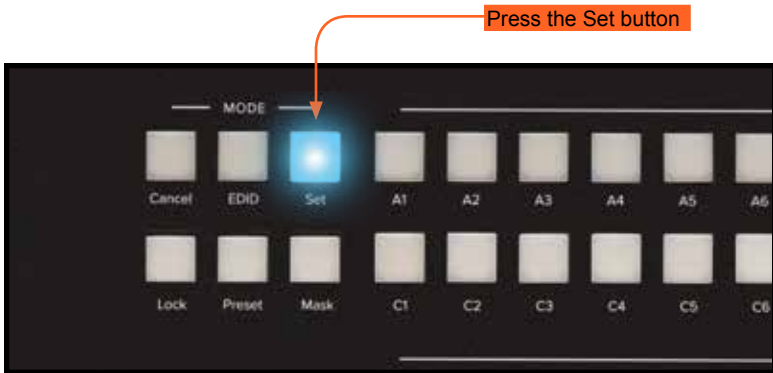 Press the Set button
MODE
Cancel EDID Set A1 A2 A3 A4 A5 A6
Lock Preset Mask C1 C2 C3 C4 C5 C6